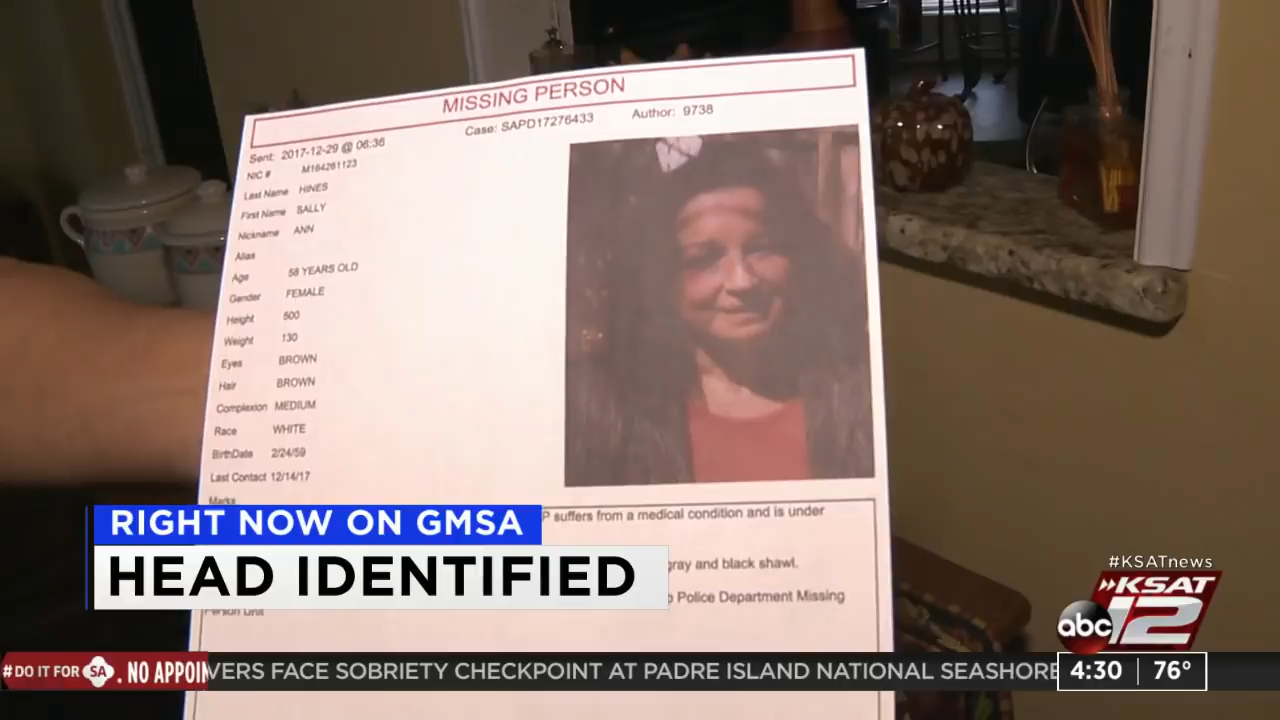 MISSING PERSON
Case: SAPD17276433 Author: 9738
Sent: 2017-12-29 @ 06:36
NIC # M164261123
Last Name HINES
First Name SALLY
Nickname ANN
Alias
Age 58 YEARS OLD
Gender FEMALE
Height 500
Weight 130
Eyes BROWN
Hair BROWN
Complexion MEDIUM
Race WHITE
BirthDate 2/24/59
Last Contact 12/14/17
Marks
P suffers from a medical condition and is under
gray and black shawl.
Police Department Missing
Person Unit
RIGHT NOW ON GMSA
HEAD IDENTIFIED
#KSATnews
KSAT
abc 12
#DO IT FOR SA . NO APPOIN
VERS FACE SOBRIETY CHECKPOINT AT PADRE ISLAND NATIONAL SEASHORE
4:30 76°